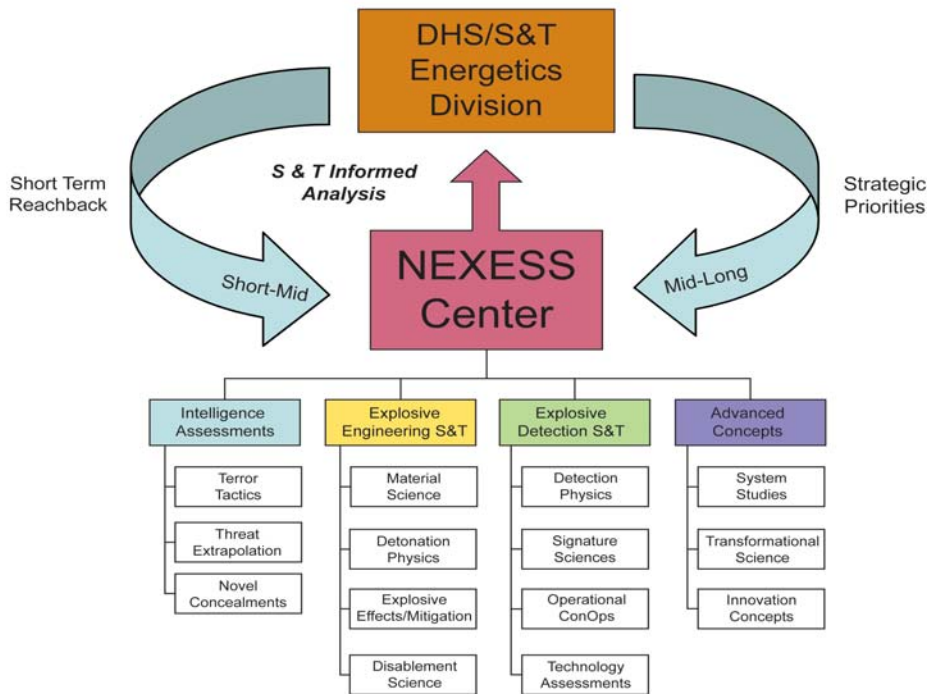 DHS/S&T
Energetics
Division
S & T Informed
Analysis
Short Term
Reachback
Strategic
Priorities
Short-Mid
Mid-Long
NEXESS
Center
Intelligence
Assessments
Explosive
Engineering S&T
Explosive
Detection S&T
Advanced
Concepts
Terror
Tactics
Threat
Extrapolation
Novel
Concealments
Material
Science
Detonation
Physics
Explosive
Effects/Mitigation
Disablement
Science
Detection
Physics
Signature
Sciences
Operational
ConOps
Technology
Assessments
System
Studies
Transformational
Science
Innovation
Concepts